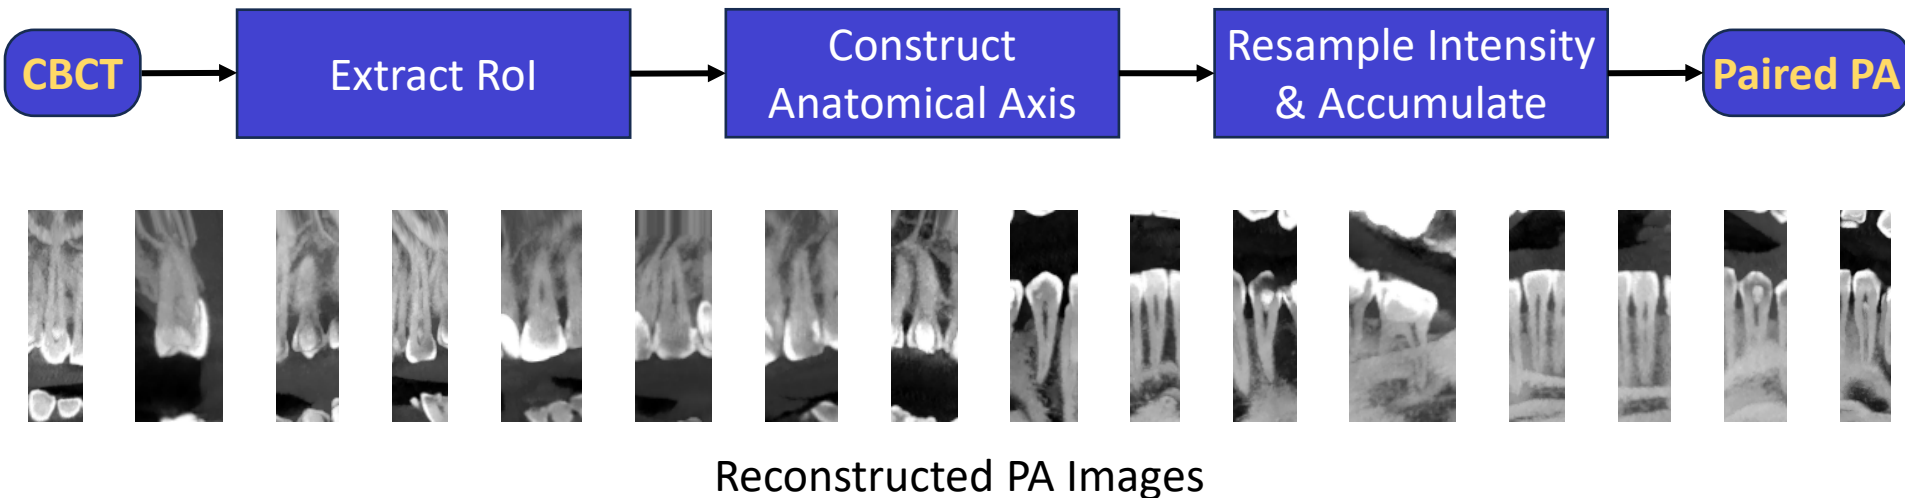 CBCT
Extract RoI
Construct
Anatomical Axis
Resample Intensity
& Accumulate
Paired PA
Reconstructed PA Images